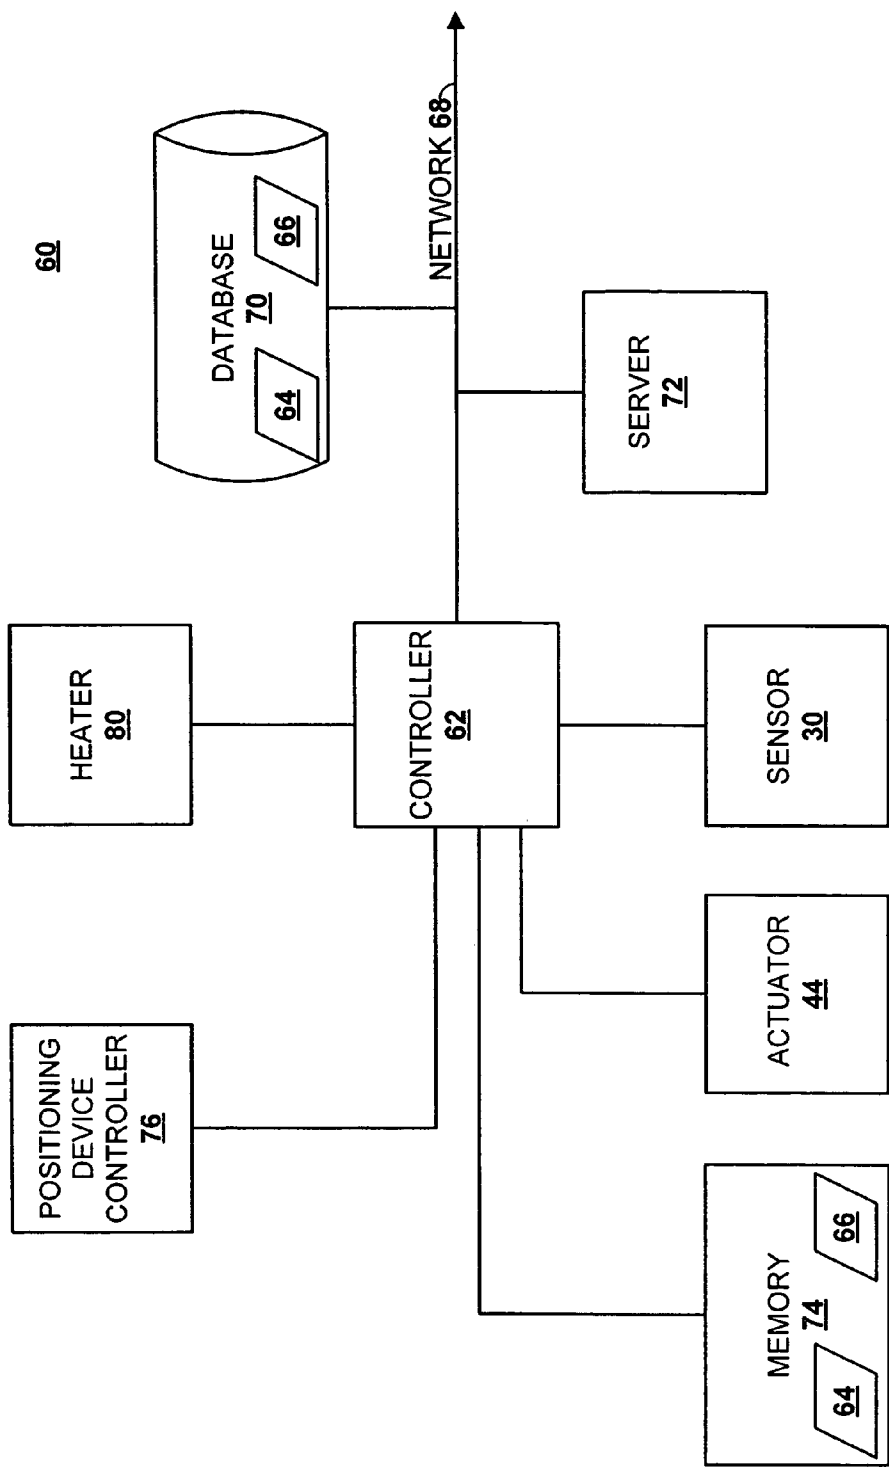 60
POSITIONING
DEVICE
CONTROLLER
76
HEATER
80
DATABASE
70
64
66
NETWORK 68
CONTROLLER
62
MEMORY
74
64
66
ACTUATOR
44
SENSOR
30
SERVER
72